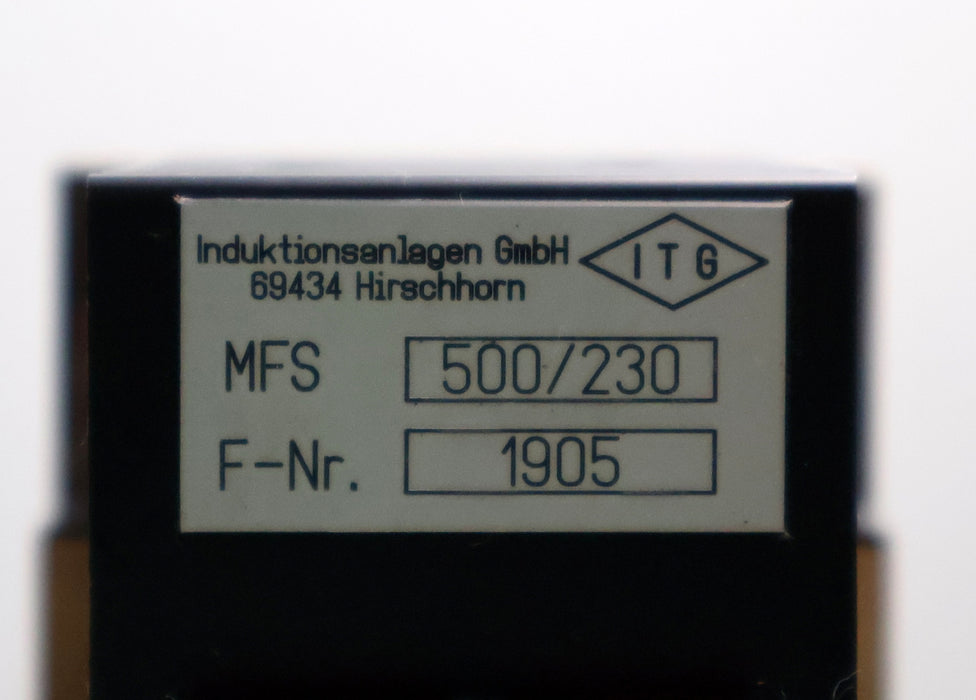 Induktionsanlagen GmbH
69434 Hirschhorn
ITG
MFS 500/230
F-Nr. 1905